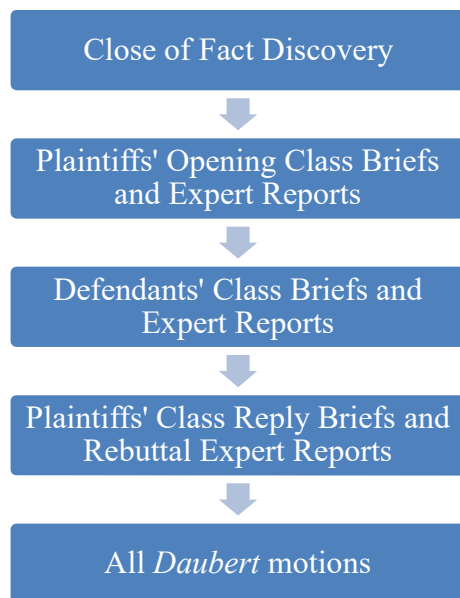 Close of Fact Discovery
Plaintiffs' Opening Class Briefs
and Expert Reports
Defendants' Class Briefs and
Expert Reports
Plaintiffs' Class Reply Briefs and
Rebuttal Expert Reports
All Daubert motions